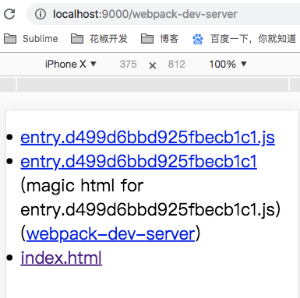 localhost:9000/webpack-dev-server
Sublime 花椒开发 博客 百度一下，你就知道
iPhone X ▼ 375 × 812 100% ▼
• entry.d499d6bbd925fbecb1c1.js
• entry.d499d6bbd925fbecb1c1
(magic html for
entry.d499d6bbd925fbecb1c1.js)
(webpack-dev-server)
• index.html